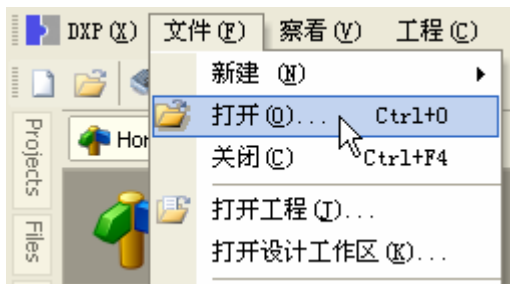 DXP (X) 文件 (F) 察看 (V) 工程 (C)
新建 (N)
打开 (O)... Ctrl+O
Hor
关闭 (C) Ctrl+F4
打开工程 (J)...
打开设计工作区 (K)...
Projects
Files